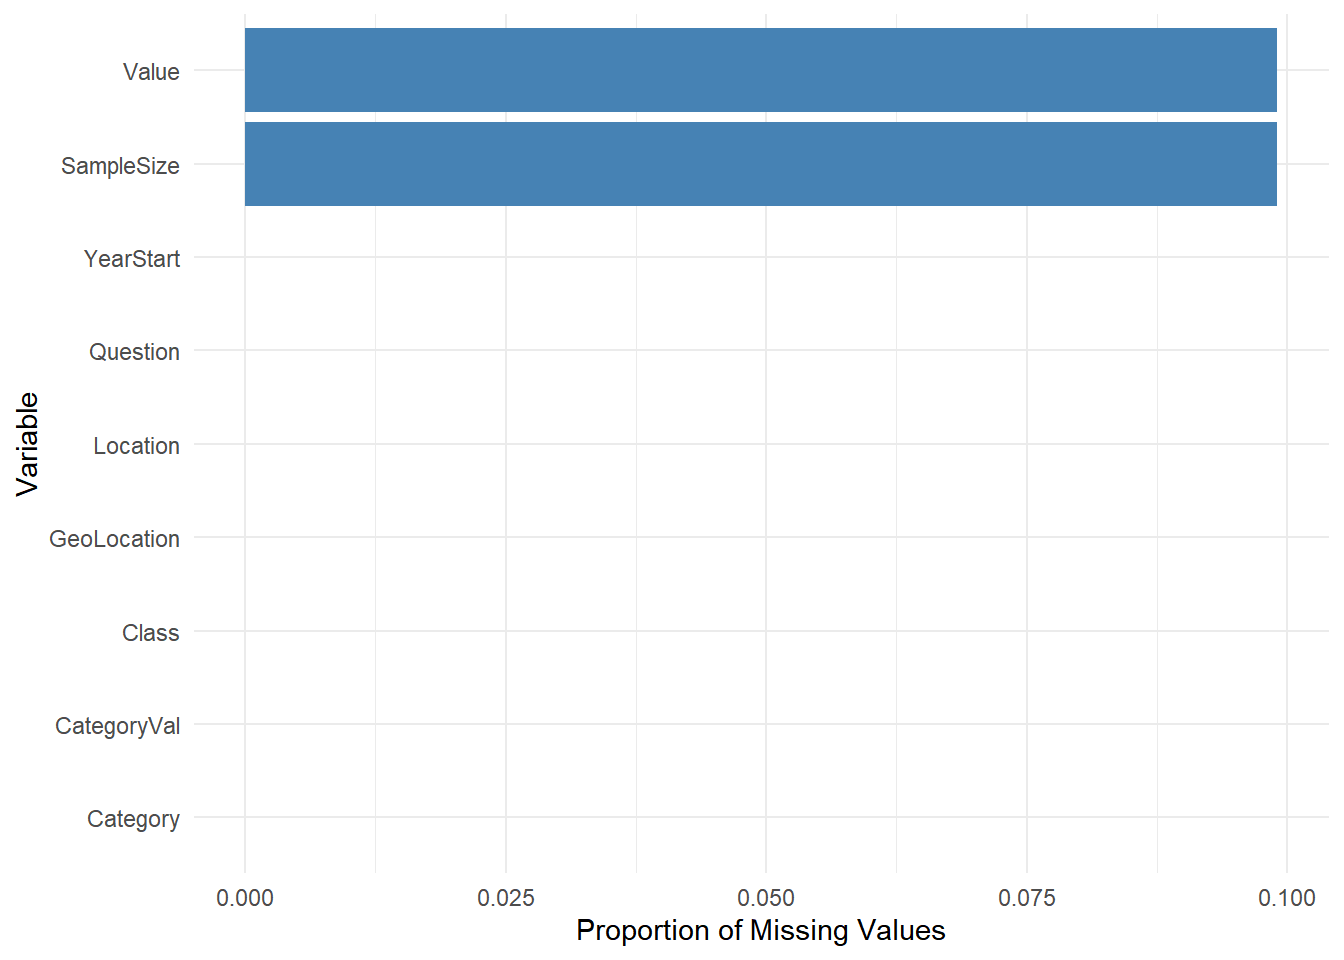 Value
SampleSize
YearStart
Question
Location
GeoLocation
Class
CategoryVal
Category
Variable
0.000 0.025 0.050 0.075 0.100
Proportion of Missing Values